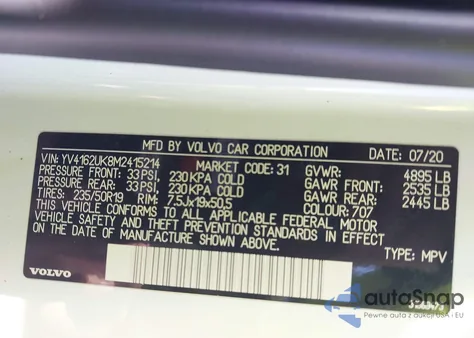 MFD BY VOLVO CAR CORPORATION DATE: 07/20
VIN: YV4162UK8M2415214 MARKET CODE: 31 GVWR: 4895 LB
PRESSURE FRONT: 33 PSI, 230 KPA COLD GAWR FRONT: 2535 LB
PRESSURE REAR: 33 PSI, 230 KPA COLD GAWR REAR: 2445 LB
TIRES: 235/50R19 RIM: 7,5Jx19x50,5 COLOUR: 707
THIS VEHICLE CONFORMS TO ALL APPLICABLE FEDERAL MOTOR
VEHICLE SAFETY AND THEFT PREVENTION STANDARDS IN EFFECT
ON THE DATE OF MANUFACTURE SHOWN ABOVE.
TYPE: MPV
VOLVO
autoSnap
Pewne auta z aukcji USA i EU